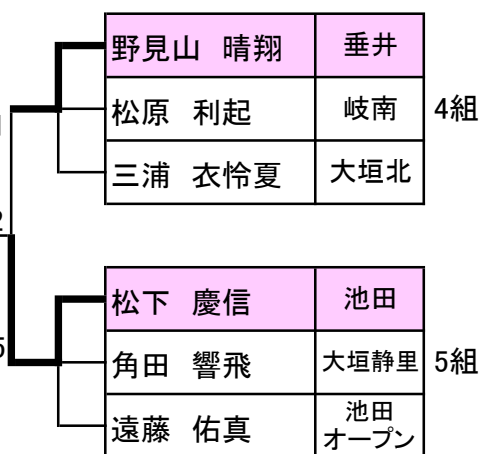 野見山 晴翔 垂井
松原 利起 岐南 4組
三浦 衣怜夏 大垣北
2
松下 慶信 池田
5
角田 響飛 大垣静里 5組
遠藤 佑真 池田
オープン